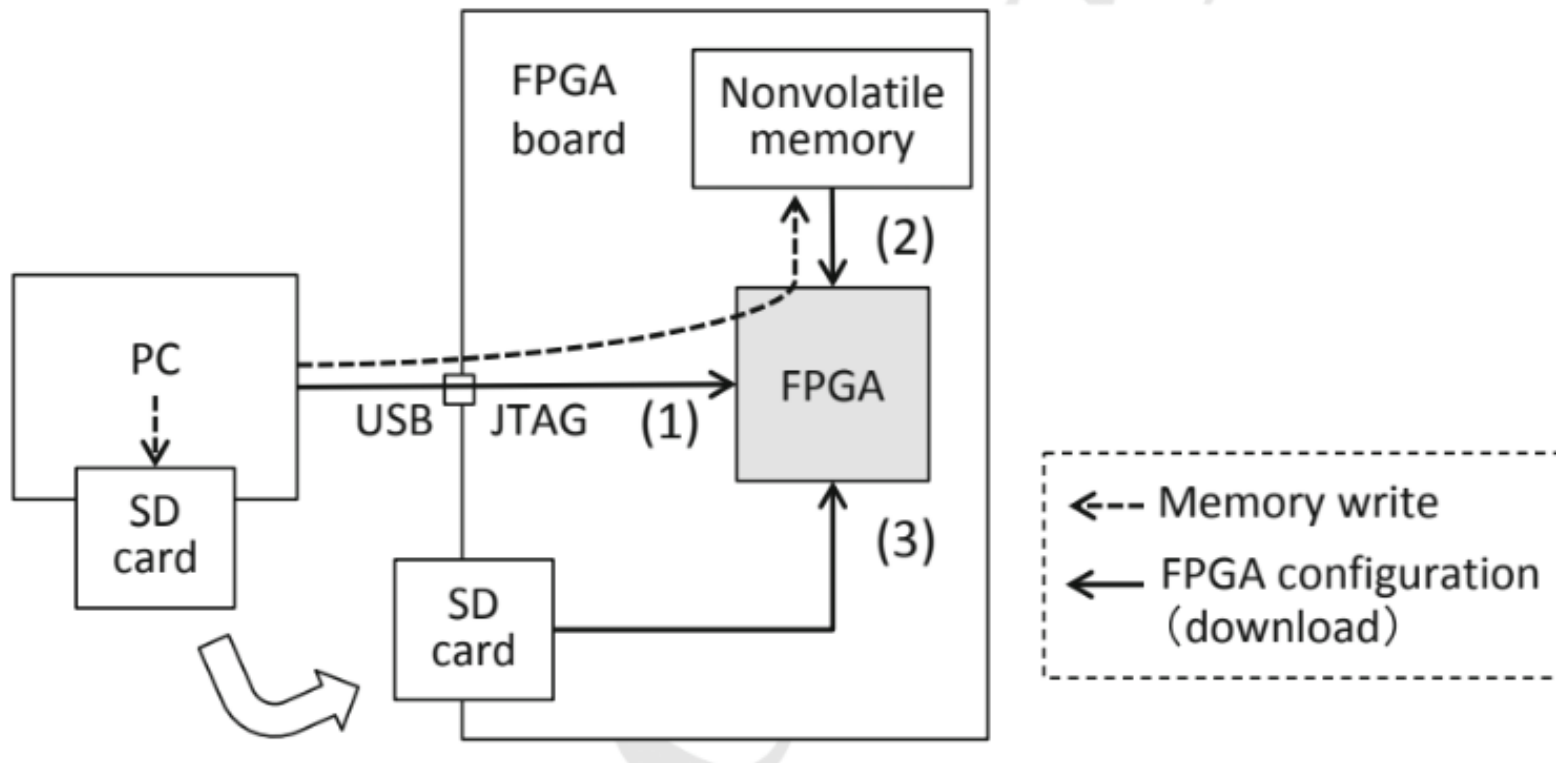 FPGA
board
Nonvolatile
memory
(2)
PC
FPGA
USB
JTAG
(1)
SD
card
(3)
SD
card
Memory write
FPGA configuration
（download）